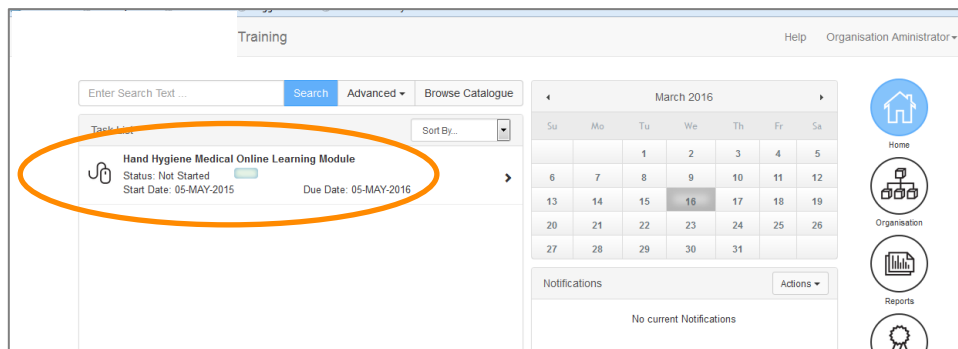 Training
Help Organisation Aministrator
Enter Search Text ... Search Advanced Browse Catalogue
Task List Sort By...
Hand Hygiene Medical Online Learning Module
Status: Not Started
Start Date: 05-MAY-2015 Due Date: 05-MAY-2016
March 2016
Su Mo Tu We Th Fr Sa
1 2 3 4 5
6 7 8 9 10 11 12
13 14 15 16 17 18 19
20 21 22 23 24 25 26
27 28 29 30 31
Notifications Actions
No current Notifications
Home
Organisation
Reports